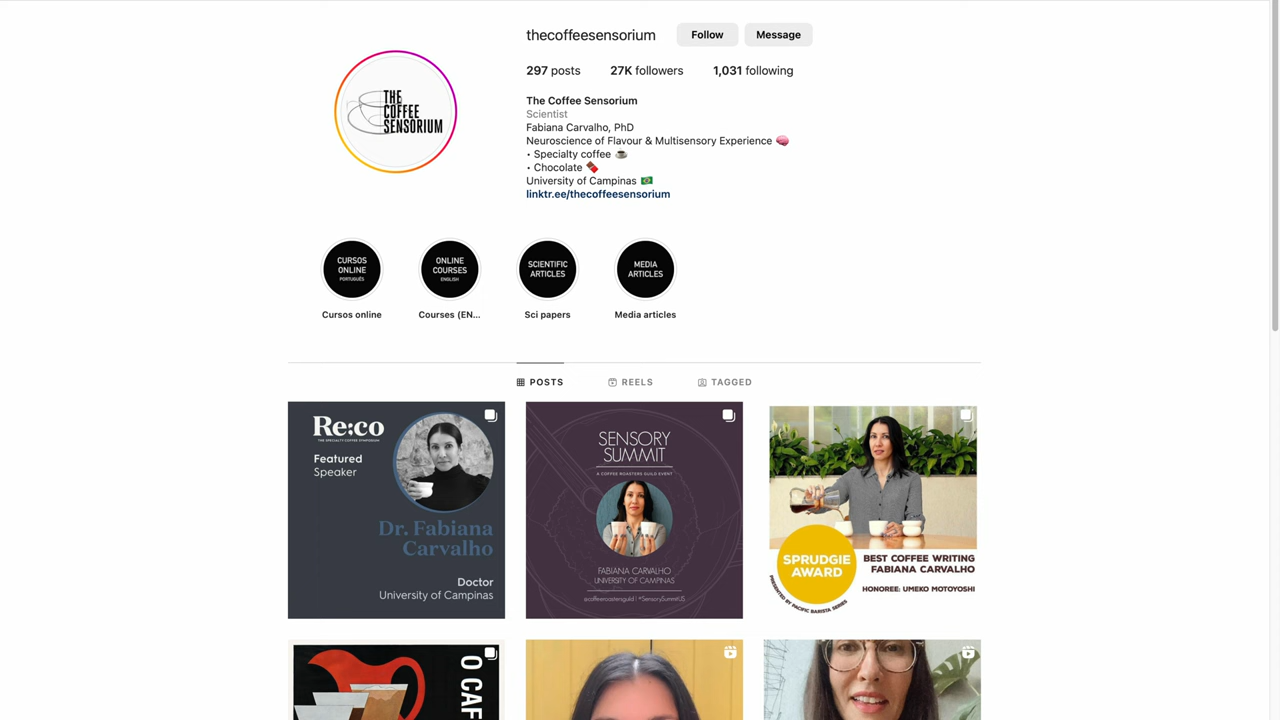 thecoffeesensorium
Follow
Message
297 posts
27K followers
1,031 following
THE
COFFEE
SENSORIUM
The Coffee Sensorium
Scientist
Fabiana Carvalho, PhD
Neuroscience of Flavour & Multisensory Experience 🧠
• Specialty coffee ☕
• Chocolate 🍫
University of Campinas 🇧🇷
linktr.ee/thecoffeesensorium
CURSOS
ONLINE
PORTUGUÊS
ONLINE
COURSES
ENGLISH
SCIENTIFIC
ARTICLES
MEDIA
ARTICLES
Cursos online
Courses (EN...
Sci papers
Media articles
POSTS
REELS
TAGGED
Re;co
THE SPECIALTY COFFEE SYMPOSIUM
Featured
Speaker
Dr. Fabiana
Carvalho
Doctor
University of Campinas
SENSORY
SUMMIT
A COFFEE ROASTERS GUILD EVENT
FABIANA CARVALHO
UNIVERSITY OF CAMPINAS
@coffeeroastersguild | #SensorySummitUS
SPRUDGIE
AWARD
PRESENTED BY PACIFIC BARISTA SERIES
BEST COFFEE WRITING
FABIANA CARVALHO
HONOREE: UMEKO MOTOYOSHI
O CAF